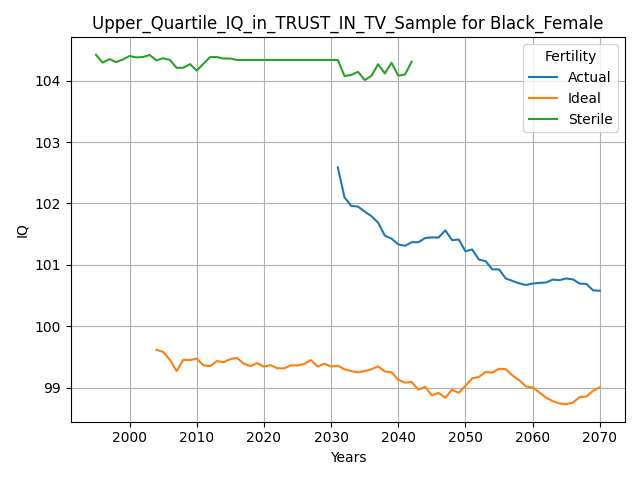 Upper_Quartile_IQ_in_TRUST_IN_TV_Sample for Black_Female
Fertility
Actual
Ideal
Sterile
104
103
102
101
100
99
IQ
2000
2010
2020
2030
2040
2050
2060
2070
Years